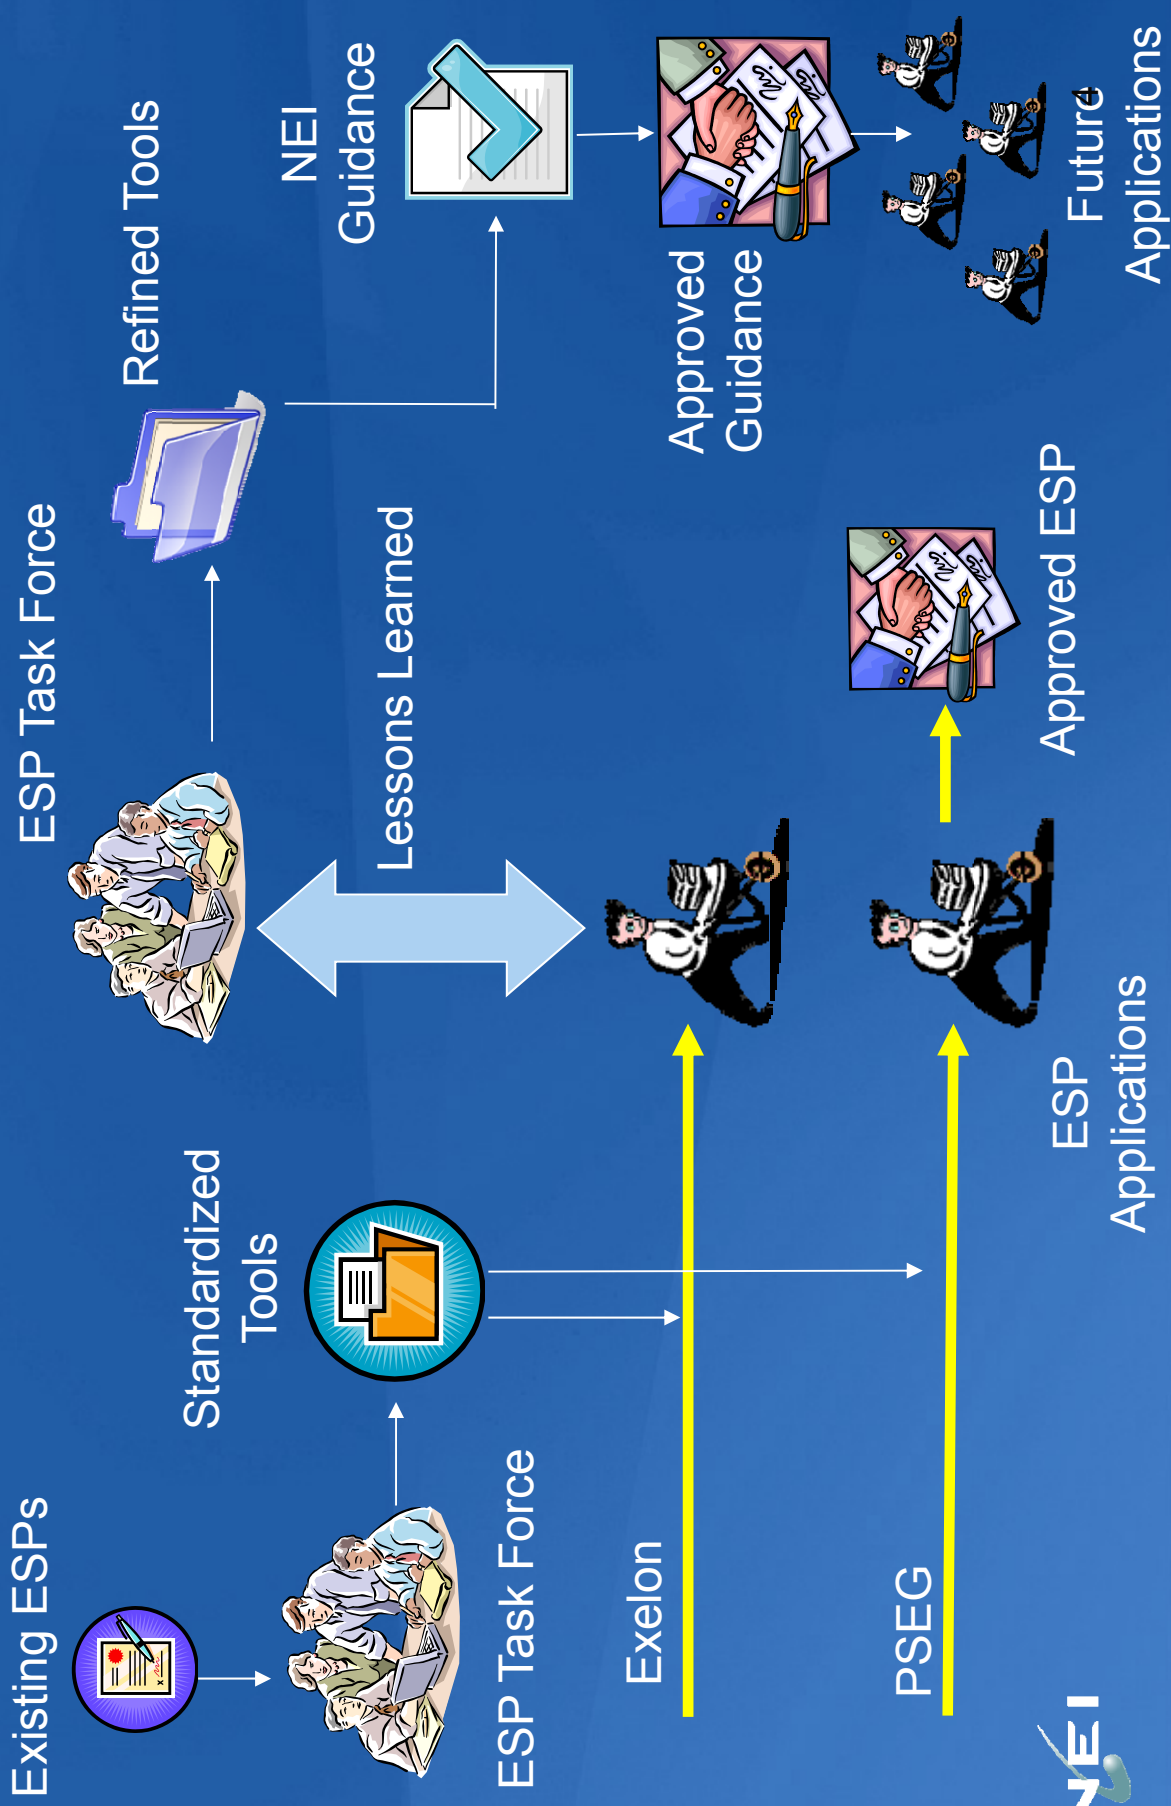 Existing ESPs
ESP Task Force
Standardized
Tools
ESP Task Force
Refined Tools
Lessons Learned
NEI
Guidance
Exelon
PSEG
ESP
Applications
Approved ESP
Approved
Guidance
Future
Applications
4
NEI